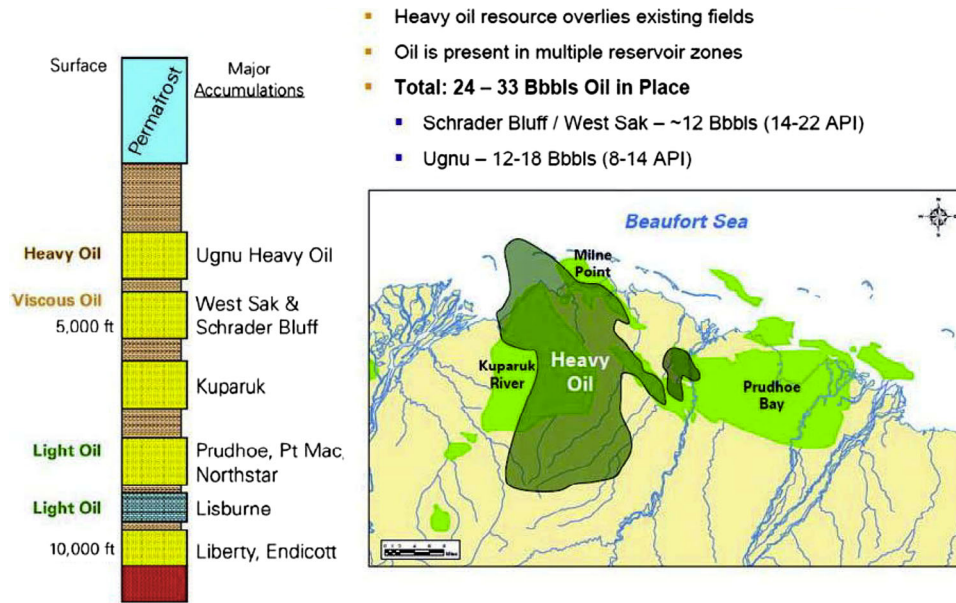 Heavy oil resource overlies existing fields
Oil is present in multiple reservoir zones
Total: 24 – 33 Bbbls Oil in Place
Schrader Bluff / West Sak – ~12 Bbbls (14-22 API)
Ugnu – 12-18 Bbbls (8-14 API)
Surface
Major
Accumulations
Permafrost
Heavy Oil
Ugnu Heavy Oil
Viscous Oil
5,000 ft
West Sak &
Schrader Bluff
Kuparuk
Light Oil
Prudhoe, Pt Mac,
Northstar
Light Oil
Lisburne
10,000 ft
Liberty, Endicott
Beaufort Sea
Milne
Point
Kuparuk
River
Heavy
Oil
Prudhoe
Bay